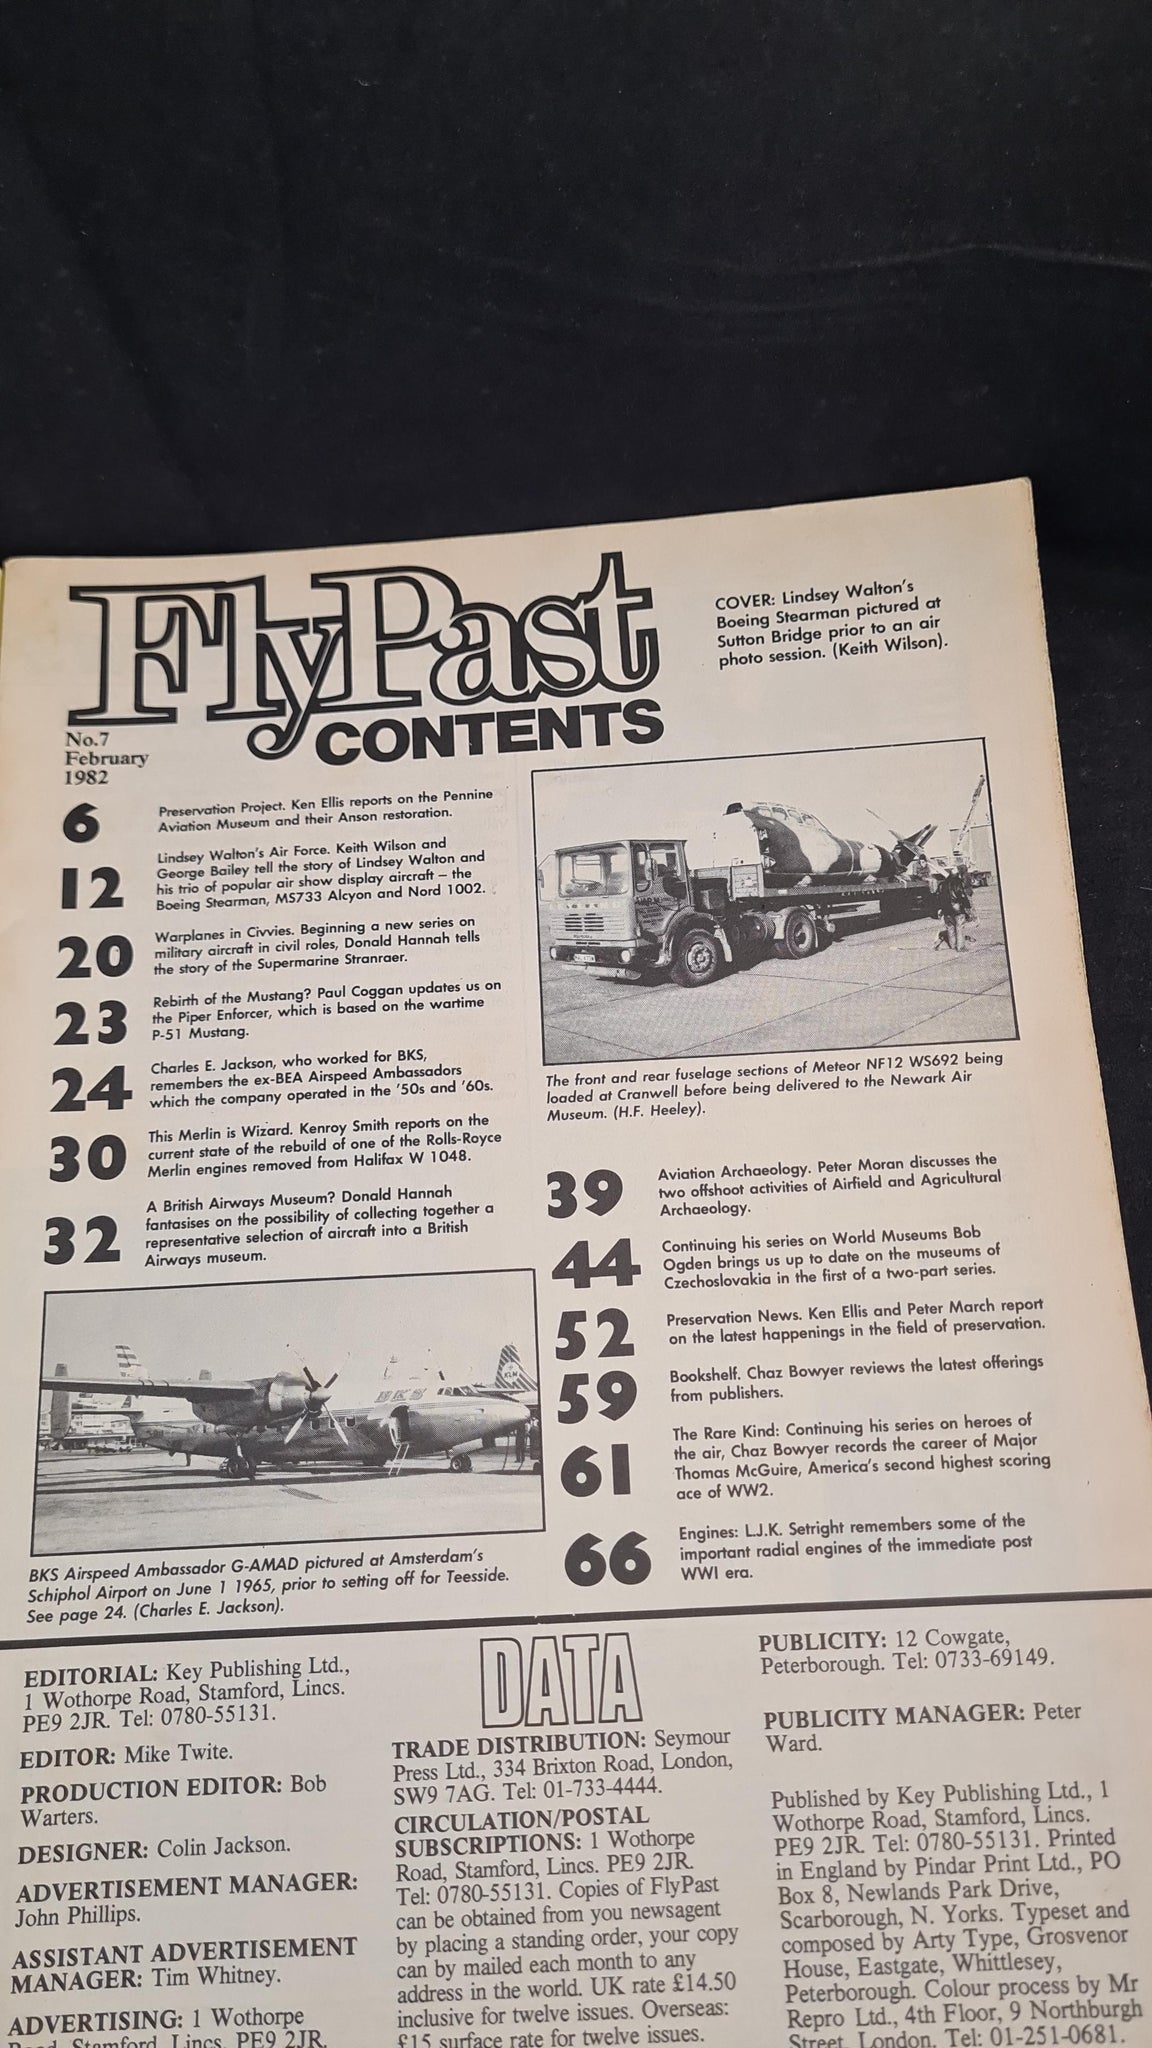 FlyPast
CONTENTS
No.7
February
1982
COVER: Lindsey Walton's
Boeing Stearman pictured at
Sutton Bridge prior to an air
photo session. (Keith Wilson).
6
Preservation Project. Ken Ellis reports on the Pennine
Aviation Museum and their Anson restoration.
12
Lindsey Walton's Air Force. Keith Wilson and
George Bailey tell the story of Lindsey Walton and
his trio of popular air show display aircraft – the
Boeing Stearman, MS733 Alcyon and Nord 1002.
20
Warplanes in Civvies. Beginning a new series on
military aircraft in civil roles, Donald Hannah tells
the story of the Supermarine Stranraer.
23
Rebirth of the Mustang? Paul Coggan updates us on
the Piper Enforcer, which is based on the wartime
P-51 Mustang.
24
Charles E. Jackson, who worked for BKS,
remembers the ex-BEA Airspeed Ambassadors
which the company operated in the '50s and '60s.
30
This Merlin is Wizard. Kenroy Smith reports on the
current state of the rebuild of one of the Rolls-Royce
Merlin engines removed from Halifax W 1048.
32
A British Airways Museum? Donald Hannah
fantasises on the possibility of collecting together a
representative selection of aircraft into a British
Airways museum.
BKS
KLM
BKS Airspeed Ambassador G-AMAD pictured at Amsterdam's
Schiphol Airport on June 1 1965, prior to setting off for Teesside.
See page 24. (Charles E. Jackson).
The front and rear fuselage sections of Meteor NF12 WS692 being
loaded at Cranwell before being delivered to the Newark Air
Museum. (H.F. Heeley).
39
Aviation Archaeology. Peter Moran discusses the
two offshoot activities of Airfield and Agricultural
Archaeology.
44
Continuing his series on World Museums Bob
Ogden brings us up to date on the museums of
Czechoslovakia in the first of a two-part series.
52
Preservation News. Ken Ellis and Peter March report
on the latest happenings in the field of preservation.
59
Bookshelf. Chaz Bowyer reviews the latest offerings
from publishers.
61
The Rare Kind: Continuing his series on heroes of
the air, Chaz Bowyer records the career of Major
Thomas McGuire, America's second highest scoring
ace of WW2.
66
Engines: L.J.K. Setright remembers some of the
important radial engines of the immediate post
WWI era.
EDITORIAL: Key Publishing Ltd.,
1 Wothorpe Road, Stamford, Lincs.
PE9 2JR. Tel: 0780-55131.
EDITOR: Mike Twite.
PRODUCTION EDITOR: Bob
Warters.
DESIGNER: Colin Jackson.
ADVERTISEMENT MANAGER:
John Phillips.
ASSISTANT ADVERTISEMENT
MANAGER: Tim Whitney.
ADVERTISING: 1 Wothorpe
Road, Stamford, Lincs. PE9 2JR.
DATA
TRADE DISTRIBUTION: Seymour
Press Ltd., 334 Brixton Road, London,
SW9 7AG. Tel: 01-733-4444.
CIRCULATION/POSTAL
SUBSCRIPTIONS: 1 Wothorpe
Road, Stamford, Lincs. PE9 2JR.
Tel: 0780-55131. Copies of FlyPast
can be obtained from you newsagent
by placing a standing order, your copy
can by mailed each month to any
address in the world. UK rate £14.50
inclusive for twelve issues. Overseas:
£15 surface rate for twelve issues.
PUBLICITY: 12 Cowgate,
Peterborough. Tel: 0733-69149.
PUBLICITY MANAGER: Peter
Ward.
Published by Key Publishing Ltd., 1
Wothorpe Road, Stamford, Lincs.
PE9 2JR. Tel: 0780-55131. Printed
in England by Pindar Print Ltd., PO
Box 8, Newlands Park Drive,
Scarborough, N. Yorks. Typeset and
composed by Arty Type, Grosvenor
House, Eastgate, Whittlesey,
Peterborough. Colour process by Mr
Repro Ltd., 4th Floor, 9 Northburgh
Street, London. Tel: 01-251-0681.